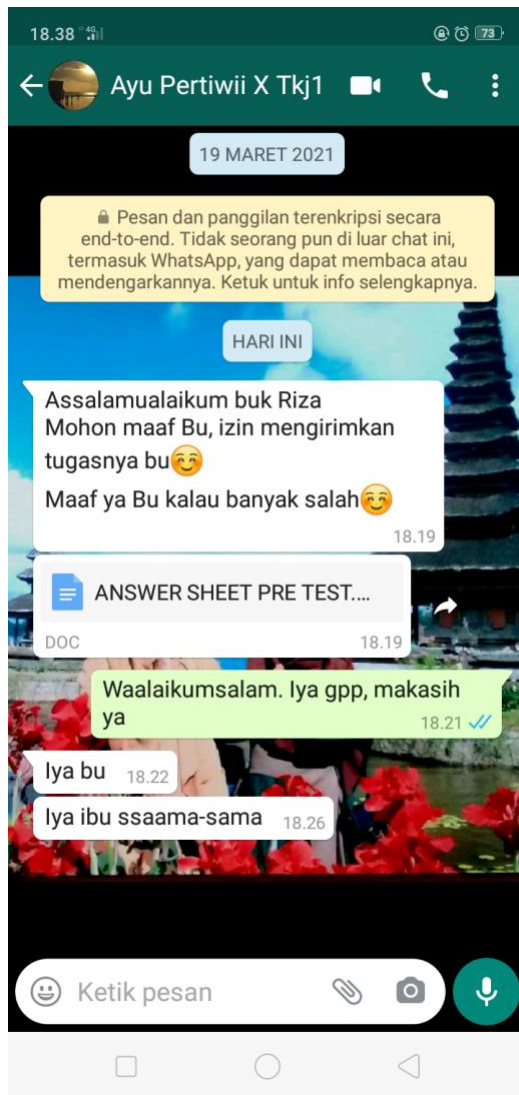 18.38 4G 73
Ayu Pertiwii X Tkj1
19 MARET 2021
Pesan dan panggilan terenkripsi secara
end-to-end. Tidak seorang pun di luar chat ini,
termasuk WhatsApp, yang dapat membaca atau
mendengarkannya. Ketuk untuk info selengkapnya.
HARI INI
Assalamualaikum buk Riza
Mohon maaf Bu, izin mengirimkan
tugasnya bu☺️
Maaf ya Bu kalau banyak salah☺️
18.19
ANSWER SHEET PRE TEST....
DOC 18.19
Waalaikumsalam. Iya gpp, makasih
ya 18.21
Iya bu 18.22
Iya ibu ssaama-sama 18.26
Ketik pesan